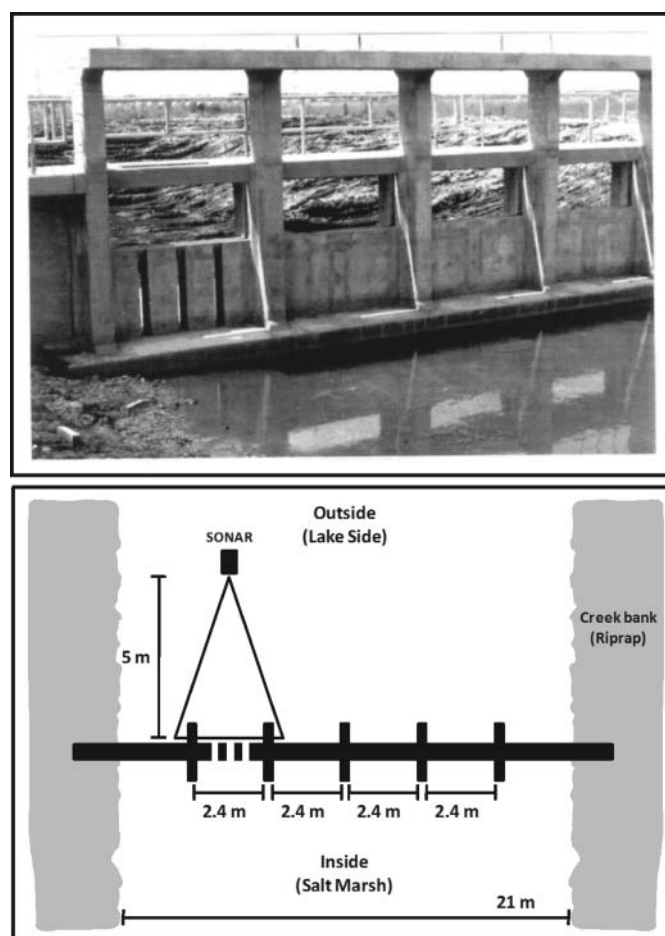 Outside
(Lake Side)
SONAR
5 m
Creek bank
(Riprap)
2.4 m
2.4 m
2.4 m
2.4 m
Inside
(Salt Marsh)
21 m